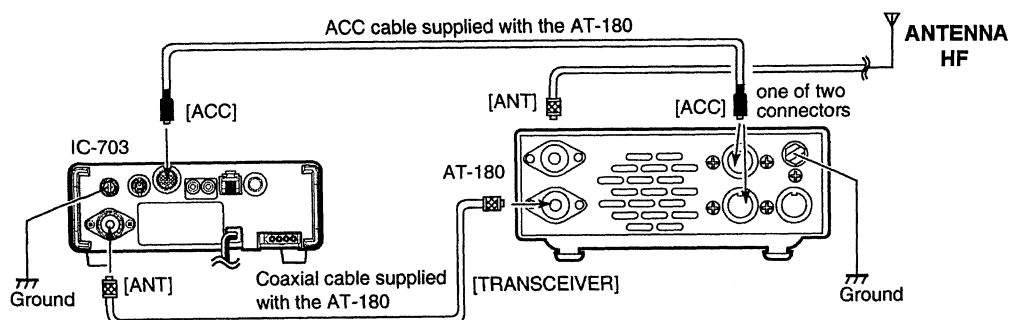 ACC cable supplied with the AT-180
ANTENNA
HF
[ANT]
[ACC]
one of two
connectors
[ACC]
IC-703
AT-180
Ground
[ANT]
Coaxial cable supplied
with the AT-180
[TRANSCEIVER]
Ground